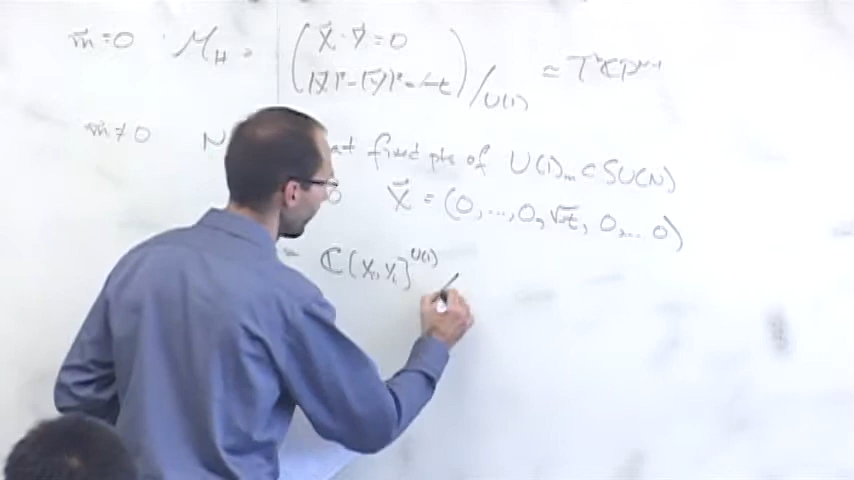 m⃗=0 · M_H = ( X⃗ · Y⃗ = 0
|X⃗|² - |Y⃗|² = -t ) / U(1) ≃ T*CP^{N-1}
m⃗≠0 N at fixed pts of U(1)_m ⊂ SU(N)
0 X⃗ = (0, ..., 0, √-t, 0, ... 0)
= ℂ[X_i, Y_i]^{U(1)} /